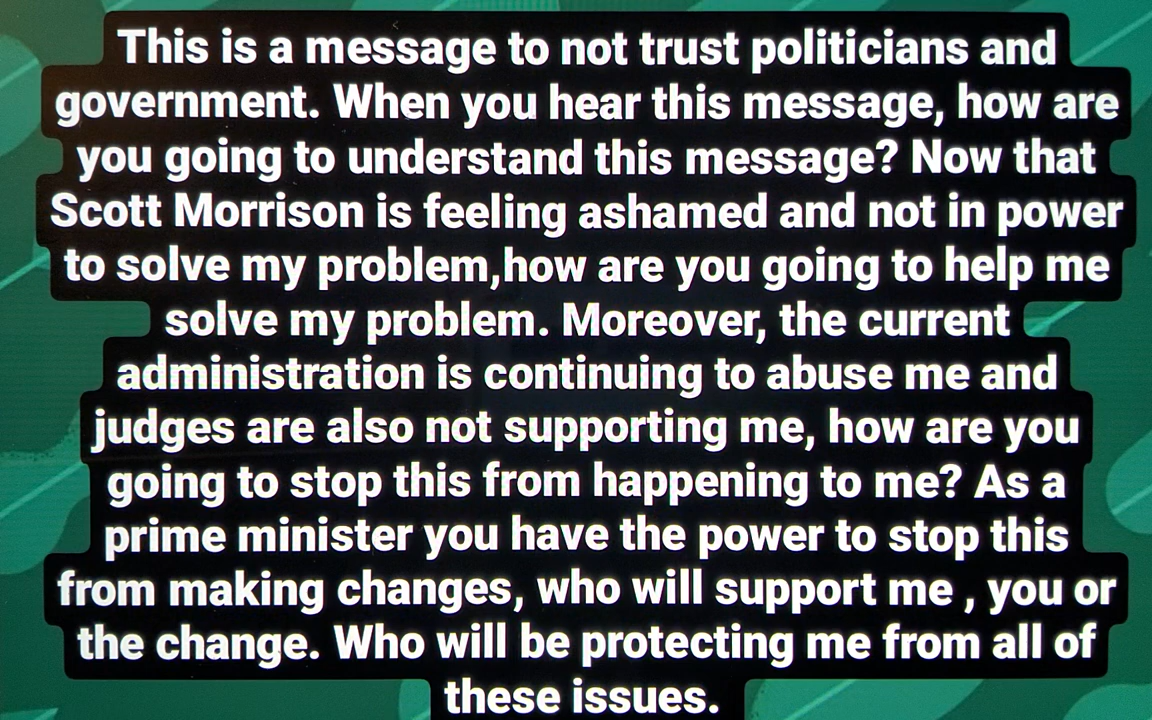 This is a message to not trust politicians and
government. When you hear this message, how are
you going to understand this message? Now that
Scott Morrison is feeling ashamed and not in power
to solve my problem,how are you going to help me
solve my problem. Moreover, the current
administration is continuing to abuse me and
judges are also not supporting me, how are you
going to stop this from happening to me? As a
prime minister you have the power to stop this
from making changes, who will support me , you or
the change. Who will be protecting me from all of
these issues.